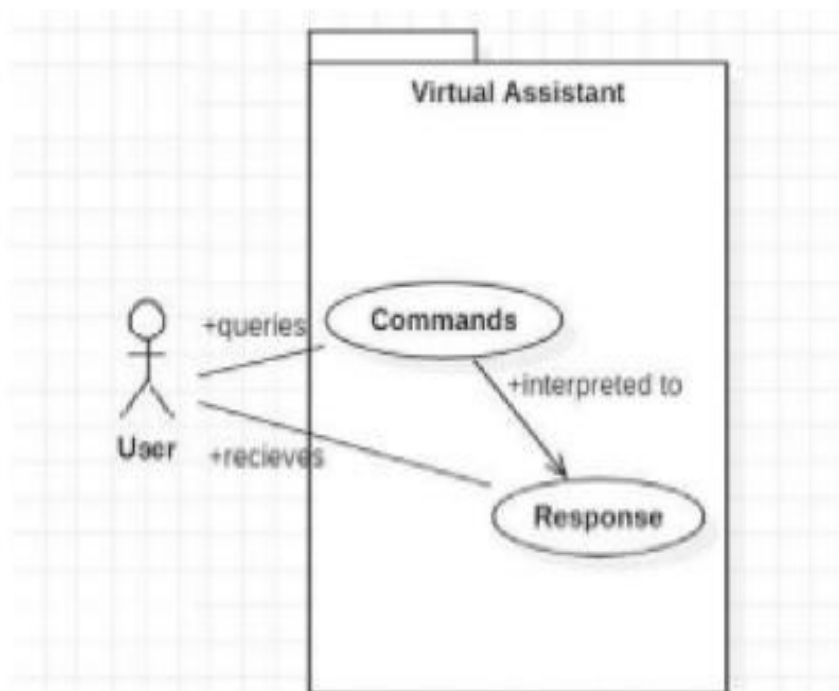 Virtual Assistant
+queries
Commands
+interpreted to
User
+recieves
Response